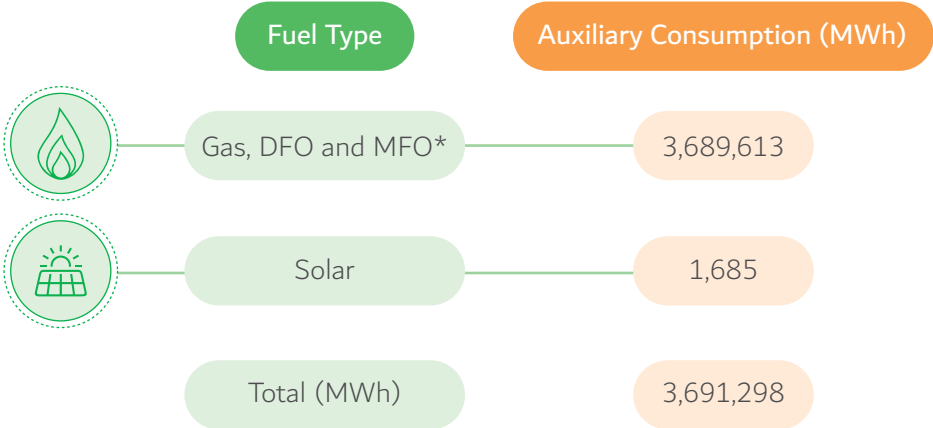 Fuel Type
Auxiliary Consumption (MWh)
Gas, DFO and MFO*
3,689,613
Solar
1,685
Total (MWh)
3,691,298